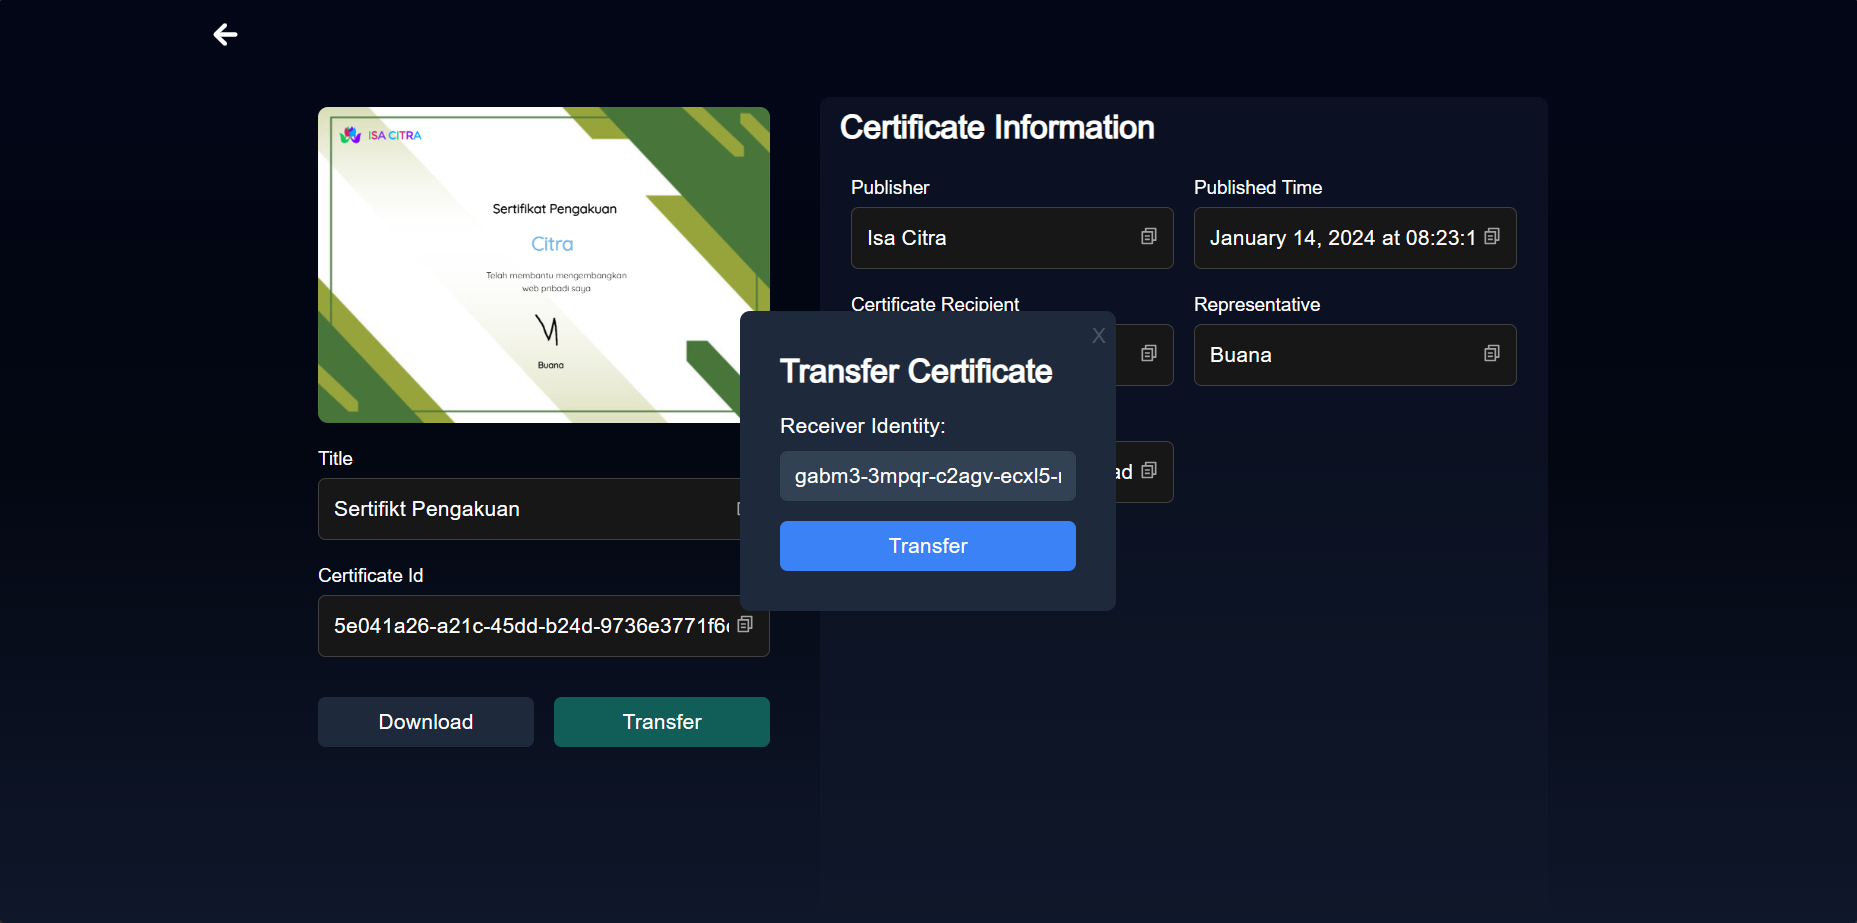 ISA CITRA
Sertifikat Pengakuan
Citra
Telah membantu mengembangkan
web pribadi saya
Buana
Title
Sertifikt Pengakuan
Certificate Id
5e041a26-a21c-45dd-b24d-9736e3771f6
Download
Transfer
Certificate Information
Publisher
Isa Citra
Published Time
January 14, 2024 at 08:23:1
Certificate Recipient
Representative
Buana
ad
X
Transfer Certificate
Receiver Identity:
gabm3-3mpqr-c2agv-ecxl5-
Transfer